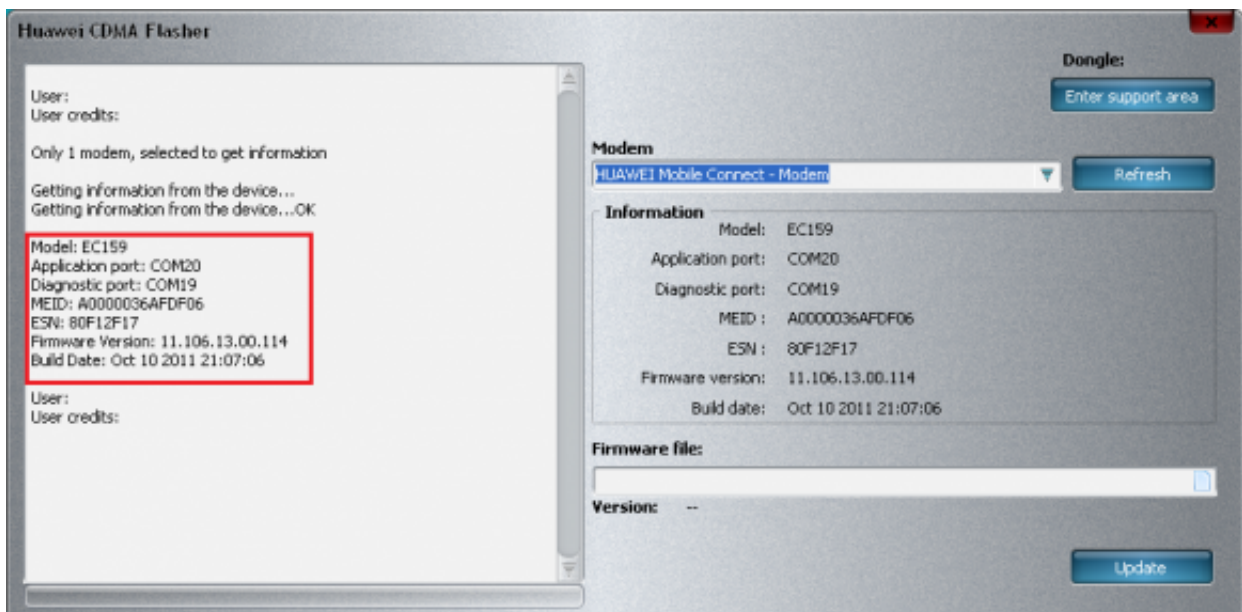 Huawei CDMA Flasher
User:
User credits:
Only 1 modem, selected to get information
Getting information from the device...
Getting information from the device...OK
Model: EC159
Application port: COM20
Diagnostic port: COM19
MEID: A0000036AFDF06
ESN: 80F12F17
Firmware Version: 11.106.13.00.114
Build Date: Oct 10 2011 21:07:06
User:
User credits:
Dongle:
Enter support area
Modem
HUAWEI Mobile Connect - Modem
Refresh
Information
Model: EC159
Application port: COM20
Diagnostic port: COM19
MEID : A0000036AFDF06
ESN : 80F12F17
Firmware version: 11.106.13.00.114
Build date: Oct 10 2011 21:07:06
Firmware file:
Version: --
Update